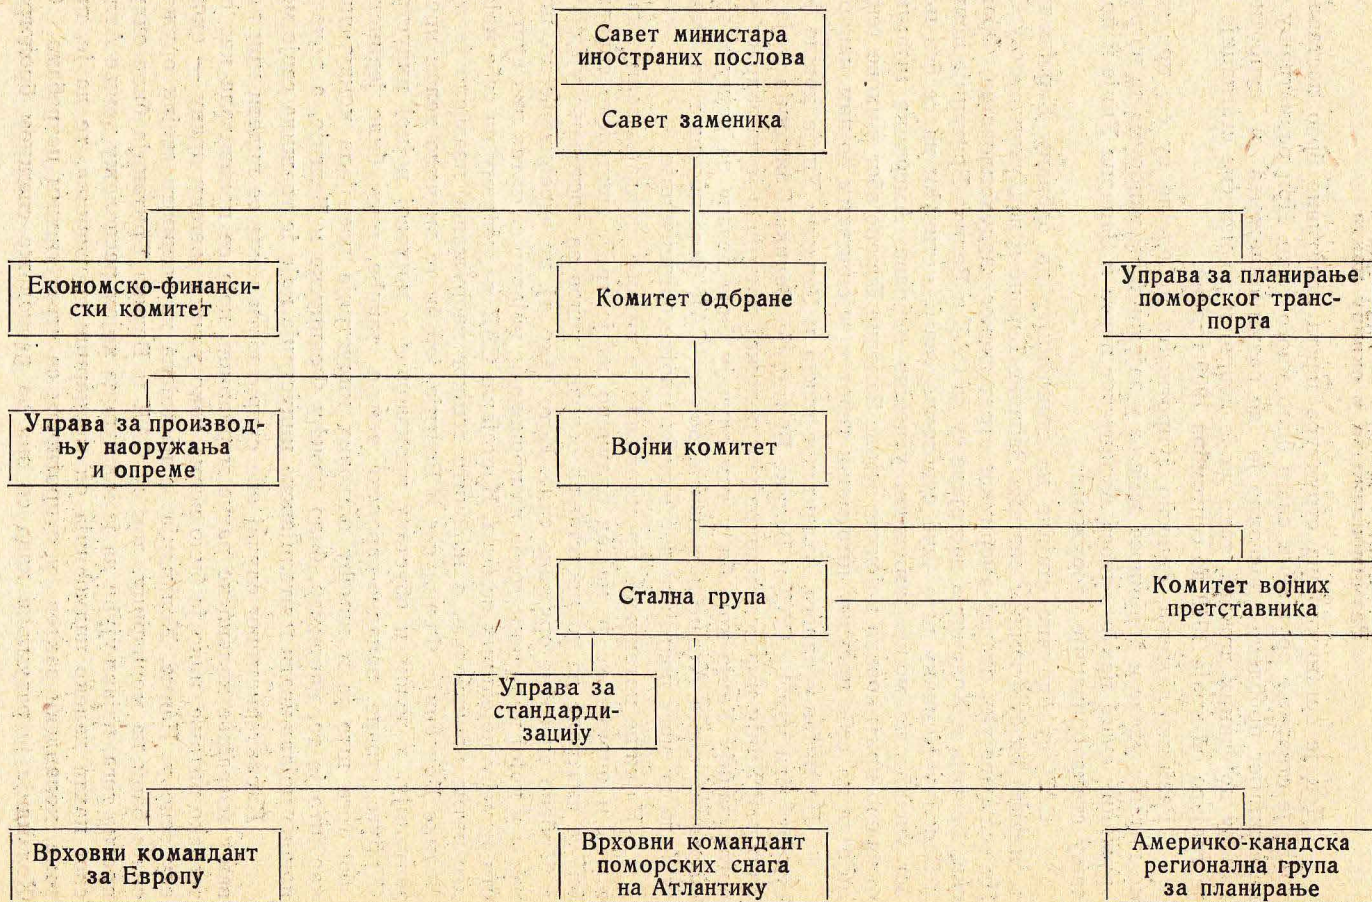 Савет министара
иностраних послова
Савет заменика
Економско-финанси-
ски комитет
Комитет одбране
Управа за планирање
поморског транс-
порта
Управа за производ-
њу наоружања
и опреме
Војни комитет
Стална група
Комитет војних
претставника
Управа за
стандарди-
зацију
Врховни командант
за Европу
Врховни командант
поморских снага
на Атлантику
Америчко-канадска
регионална група
за планирање